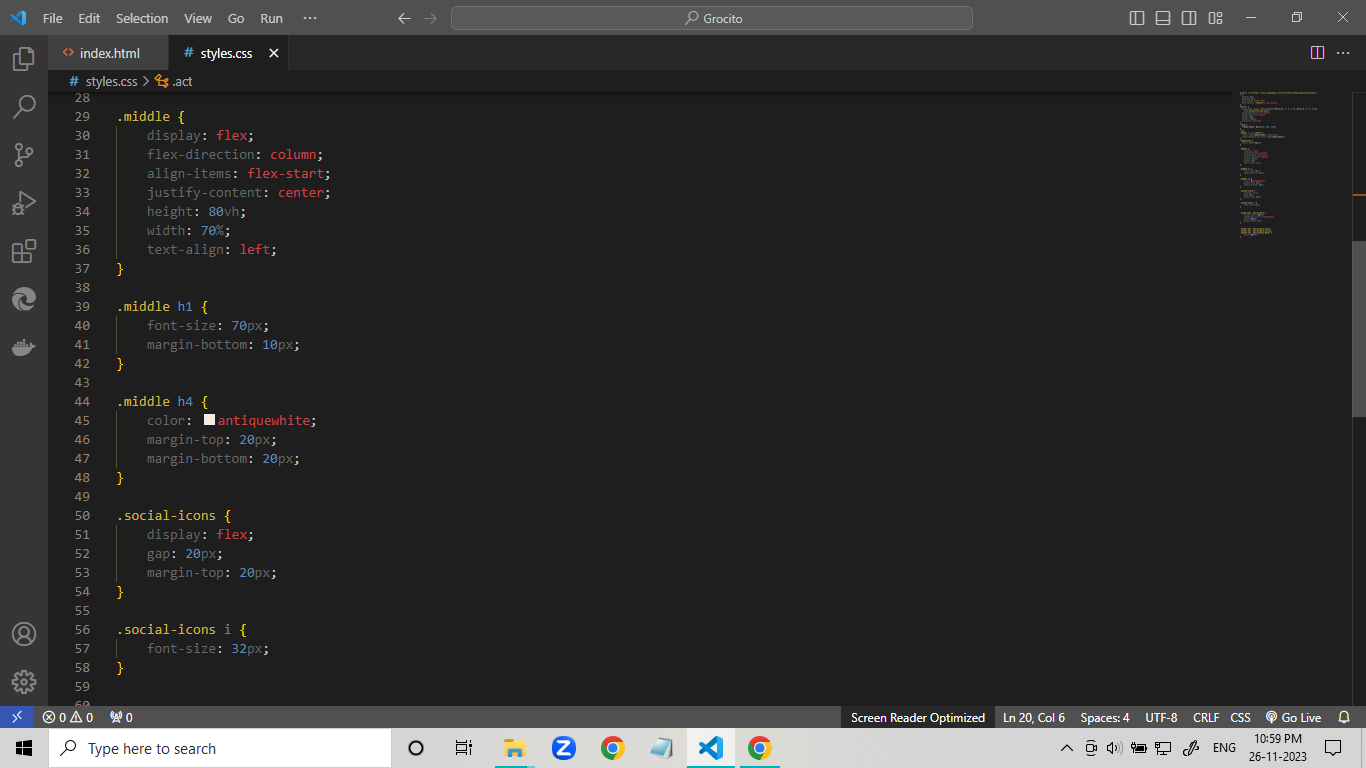 File Edit Selection View Go Run ···
Grocito
index.html
# styles.css
# styles.css > .act
28
29 .middle {
30 display: flex;
31 flex-direction: column;
32 align-items: flex-start;
33 justify-content: center;
34 height: 80vh;
35 width: 70%;
36 text-align: left;
37 }
38
39 .middle h1 {
40 font-size: 70px;
41 margin-bottom: 10px;
42 }
43
44 .middle h4 {
45 color: antiquewhite;
46 margin-top: 20px;
47 margin-bottom: 20px;
48 }
49
50 .social-icons {
51 display: flex;
52 gap: 20px;
53 margin-top: 20px;
54 }
55
56 .social-icons i {
57 font-size: 32px;
58 }
59
60
0 0 0 Screen Reader Optimized Ln 20, Col 6 Spaces: 4 UTF-8 CRLF CSS Go Live
Type here to search
ENG
10:59 PM
26-11-2023